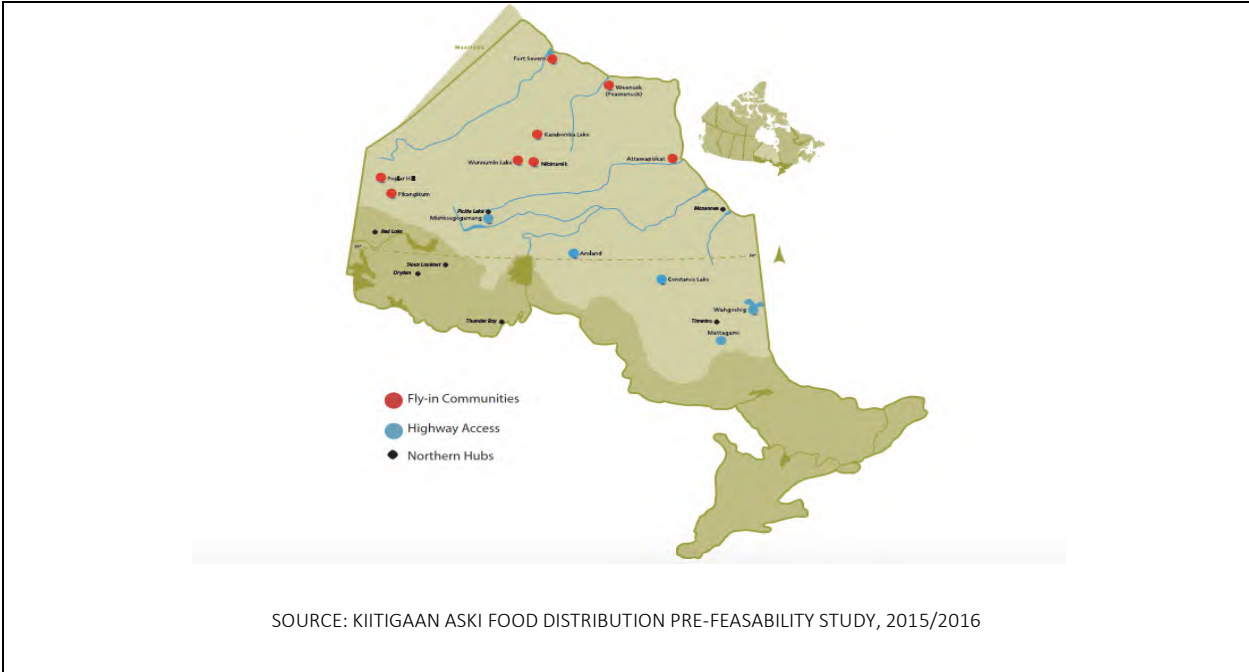 Manitoba
Fort Severn
Weenusk
(Peawanuck)
Kasabonika Lake
Wunnumin Lake
Nibinamik
Attawapiskat
Pikangikum
Pickle Lake
Mishkeegogamang
Moosonee
Red Lake
Aroland
Sioux Lookout
Dryden
Constance Lake
Wahgoshig
Thunder Bay
Timmins
Mattagami
Fly-in Communities
Highway Access
Northern Hubs
SOURCE: KIITIGAAN ASKI FOOD DISTRIBUTION PRE-FEASABILITY STUDY, 2015/2016